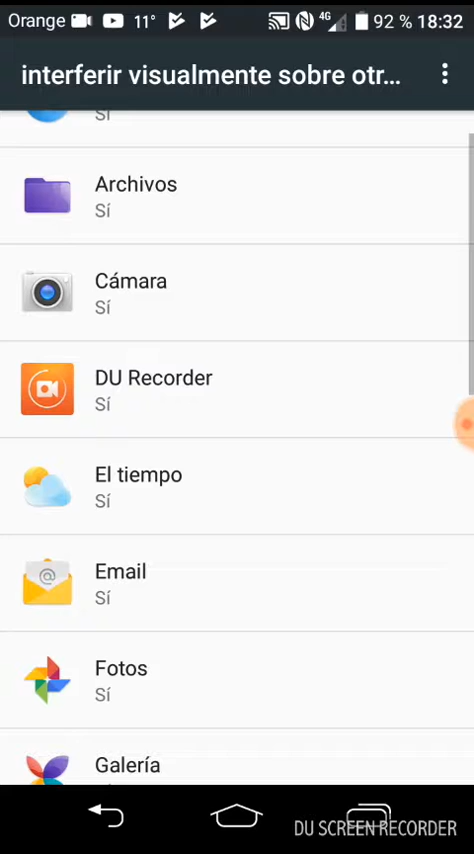 Orange 11° 4G 92 % 18:32
interferir visualmente sobre otr...
Sí
Archivos
Sí
Cámara
Sí
DU Recorder
Sí
El tiempo
Sí
Email
Sí
Fotos
Sí
Galería
DU SCREEN RECORDER